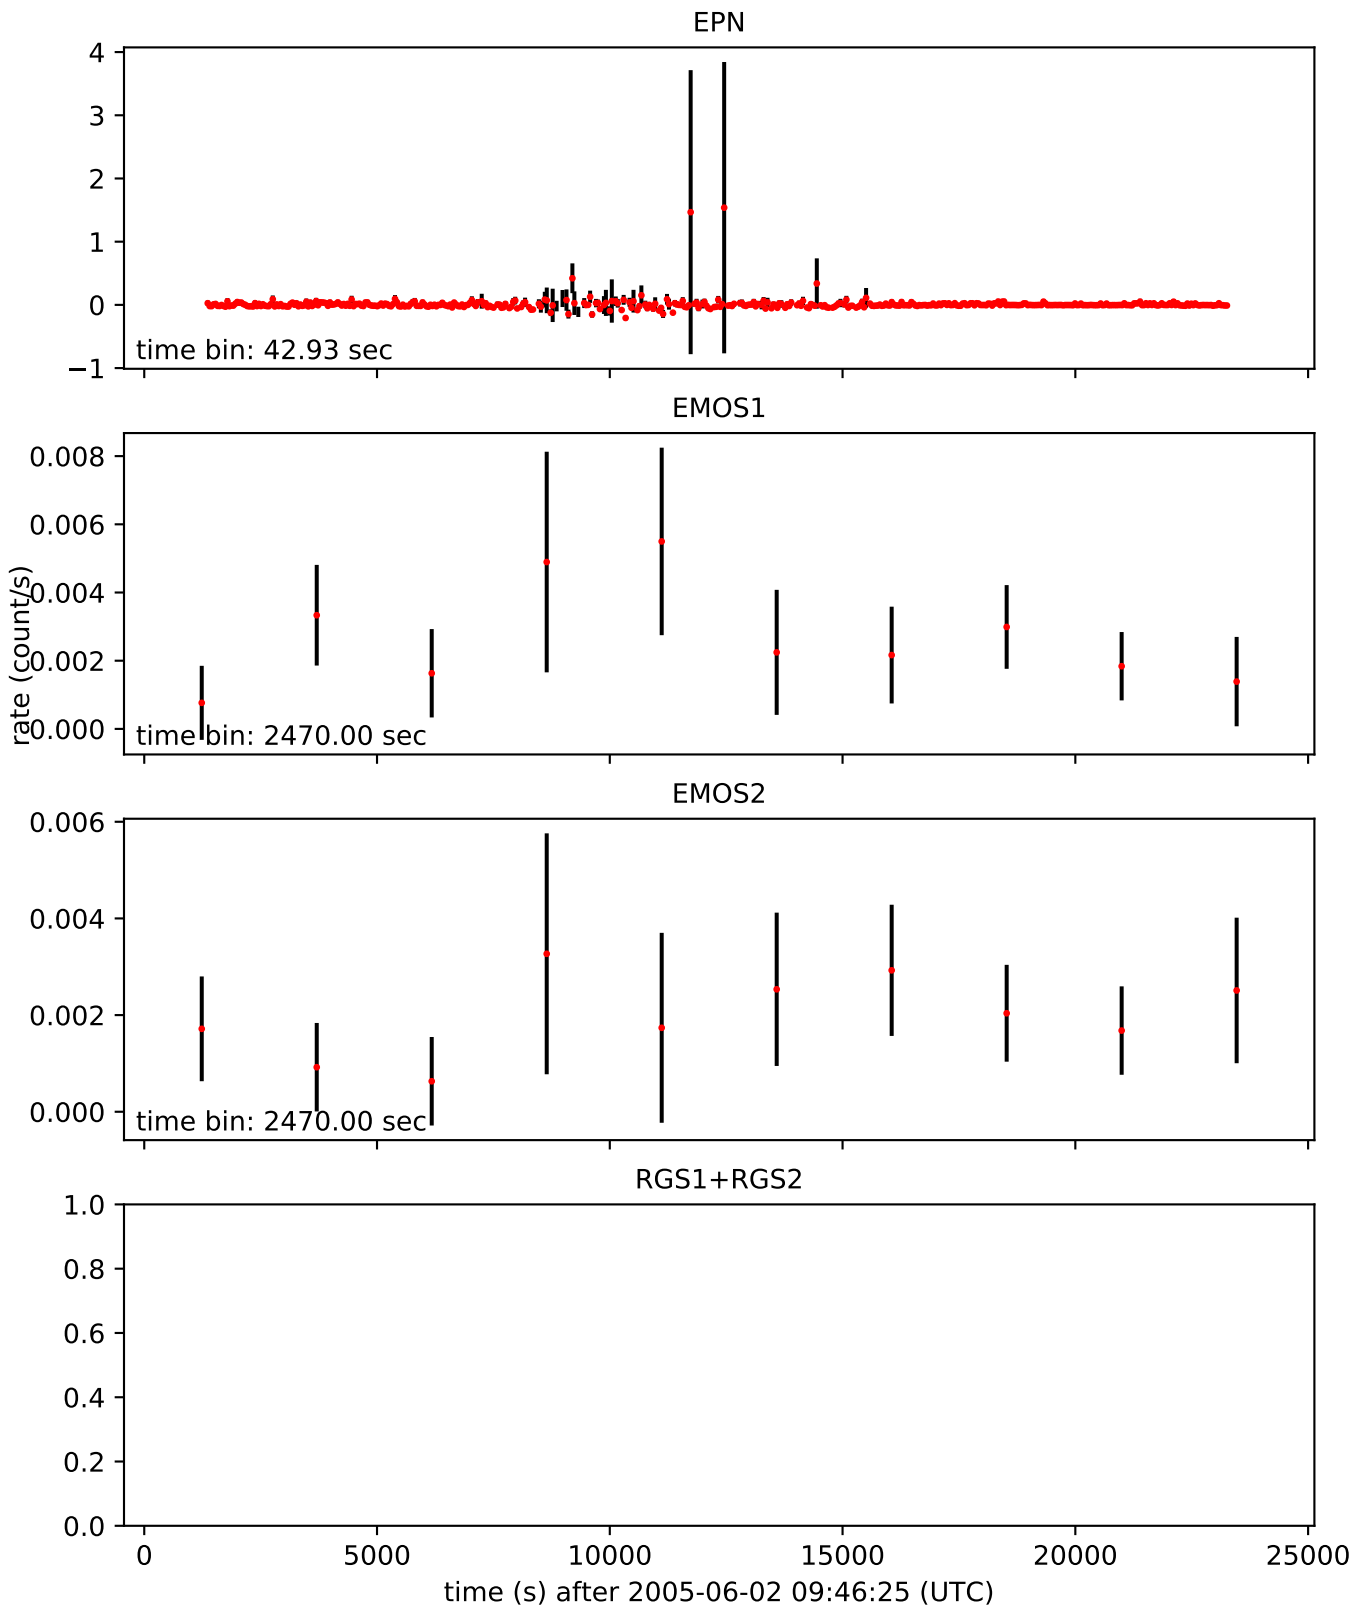 EPN
4
3
2
1
0
−1
time bin: 42.93 sec
EMOS1
0.008
0.006
0.004
0.002
0.000
rate (count/s)
time bin: 2470.00 sec
EMOS2
0.006
0.004
0.002
0.000
time bin: 2470.00 sec
RGS1+RGS2
1.0
0.8
0.6
0.4
0.2
0.0
0 5000 10000 15000 20000 25000
time (s) after 2005-06-02 09:46:25 (UTC)